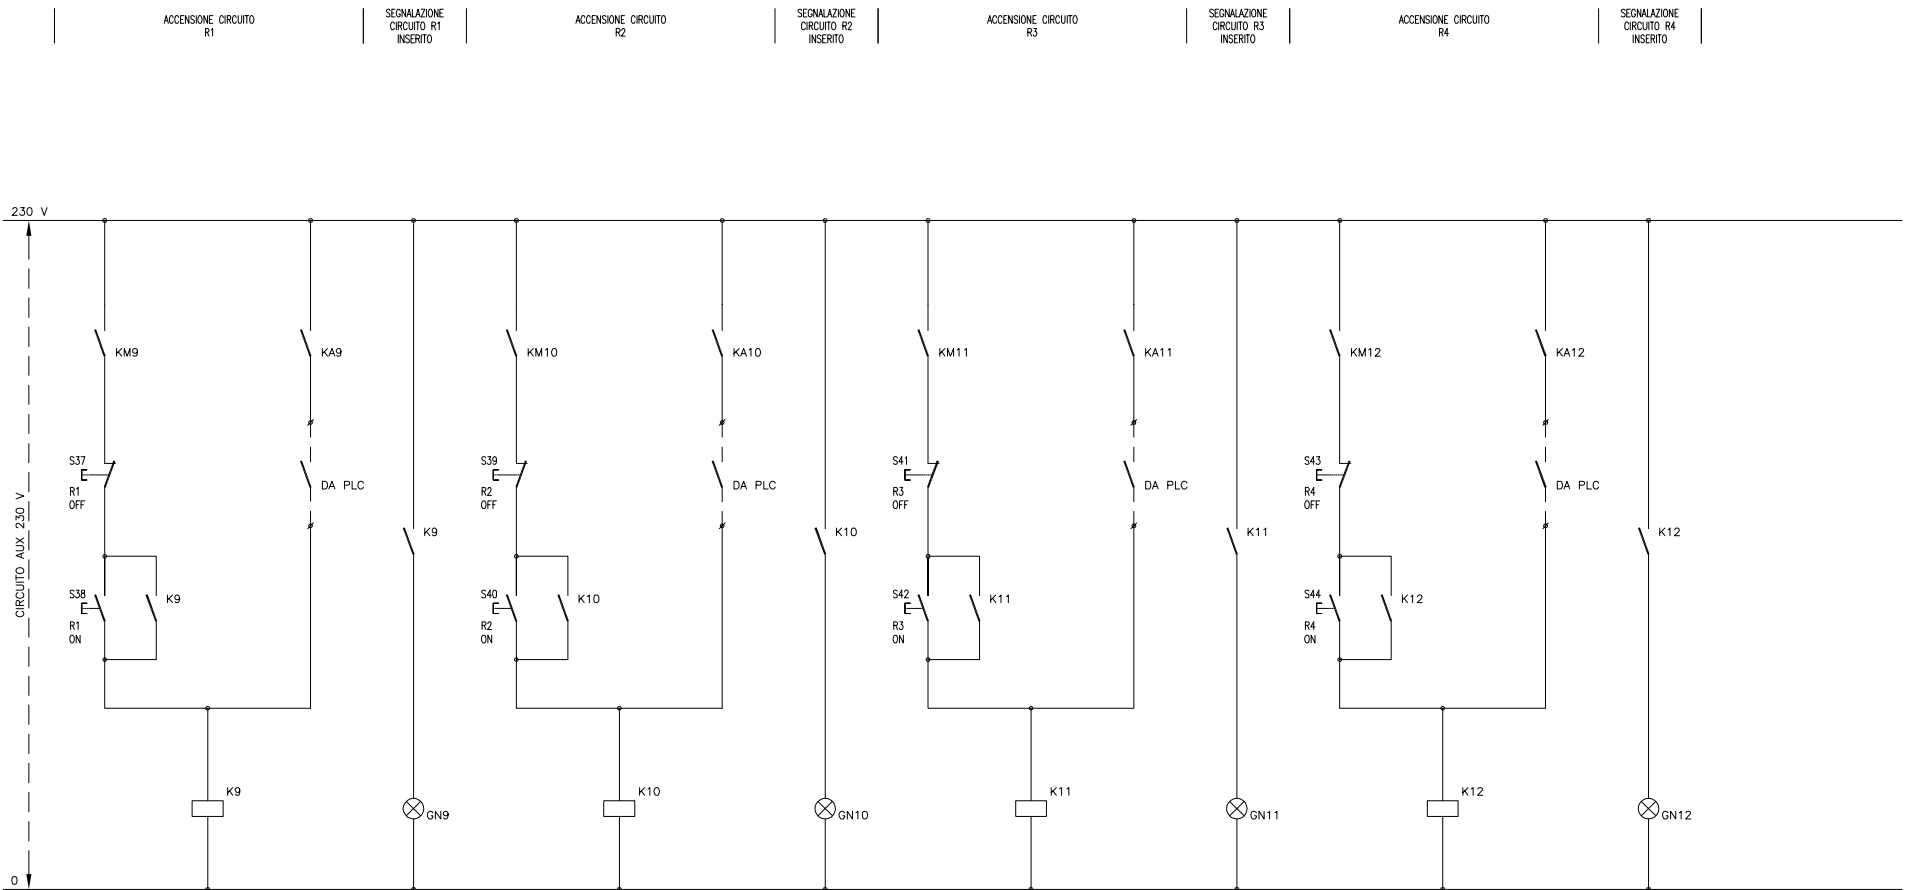 ACCENSIONE CIRCUITO
R1
SEGNALAZIONE
CIRCUITO R1
INSERITO
ACCENSIONE CIRCUITO
R2
SEGNALAZIONE
CIRCUITO R2
INSERITO
ACCENSIONE CIRCUITO
R3
SEGNALAZIONE
CIRCUITO R3
INSERITO
ACCENSIONE CIRCUITO
R4
SEGNALAZIONE
CIRCUITO R4
INSERITO
230 V
CIRCUITO AUX 230 V
0
KM9
KA9
S37
R1
OFF
DA PLC
K9
S38
R1
ON
K9
K9
GN9
KM10
KA10
S39
R2
OFF
DA PLC
K10
S40
R2
ON
K10
K10
GN10
KM11
KA11
S41
R3
OFF
DA PLC
K11
S42
R3
ON
K11
K11
GN11
KM12
KA12
S43
R4
OFF
DA PLC
K12
S44
R4
ON
K12
K12
GN12